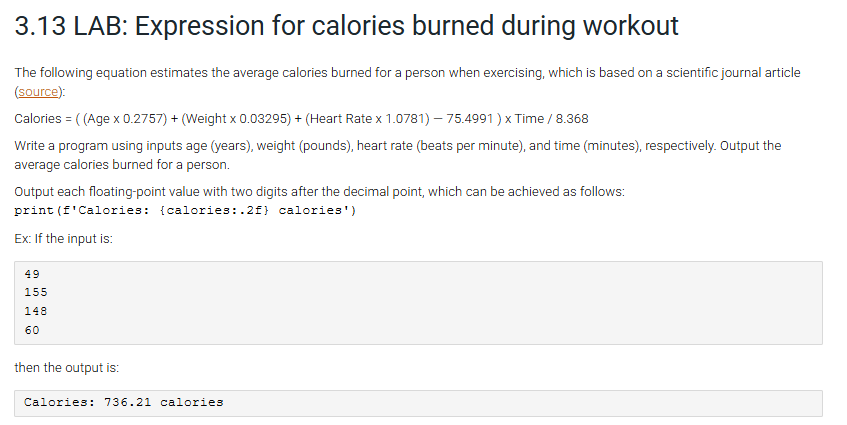 3.13 LAB: Expression for calories burned during workout
The following equation estimates the average calories burned for a person when exercising, which is based on a scientific journal article
(source):
Calories = ( (Age x 0.2757) + (Weight x 0.03295) + (Heart Rate x 1.0781) — 75.4991 ) x Time / 8.368
Write a program using inputs age (years), weight (pounds), heart rate (beats per minute), and time (minutes), respectively. Output the
average calories burned for a person.
Output each floating-point value with two digits after the decimal point, which can be achieved as follows:
print(f'Calories: {calories:.2f} calories')
Ex: If the input is:
49
155
148
60
then the output is:
Calories: 736.21 calories